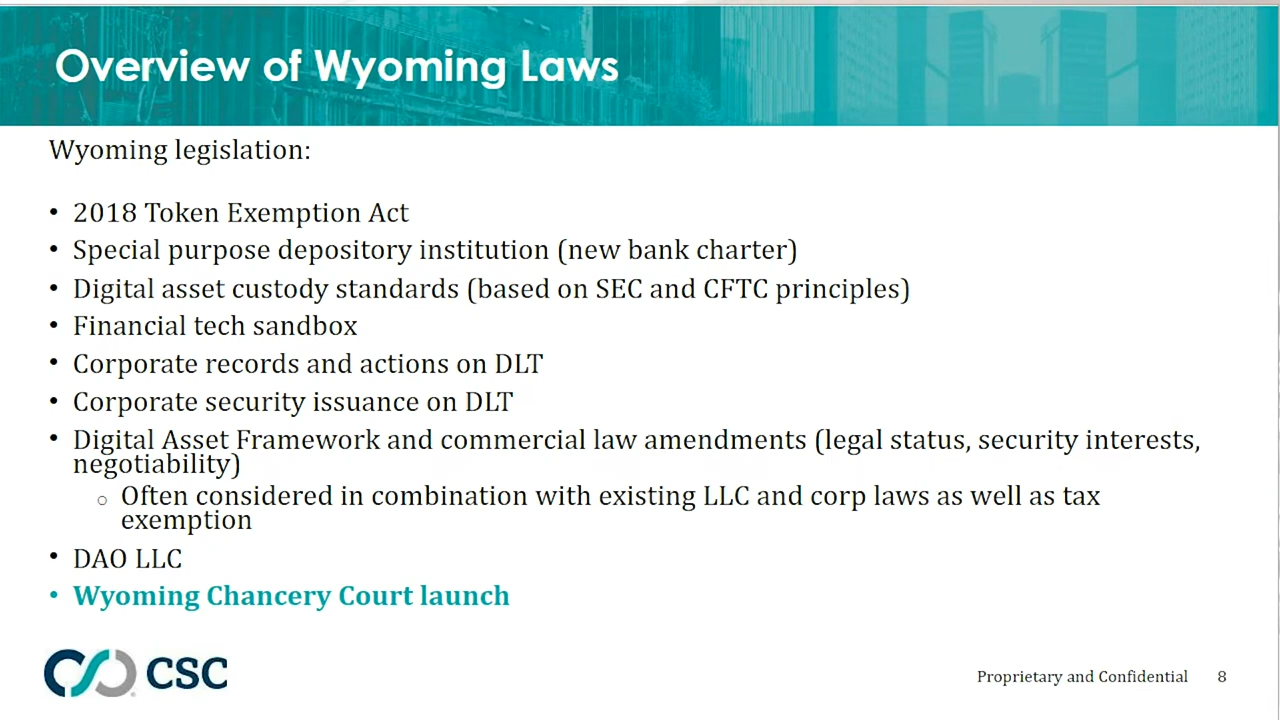 Overview of Wyoming Laws
Wyoming legislation:
• 2018 Token Exemption Act
• Special purpose depository institution (new bank charter)
• Digital asset custody standards (based on SEC and CFTC principles)
• Financial tech sandbox
• Corporate records and actions on DLT
• Corporate security issuance on DLT
• Digital Asset Framework and commercial law amendments (legal status, security interests,
negotiability)
○ Often considered in combination with existing LLC and corp laws as well as tax
exemption
• DAO LLC
• Wyoming Chancery Court launch
CSC
Proprietary and Confidential 8